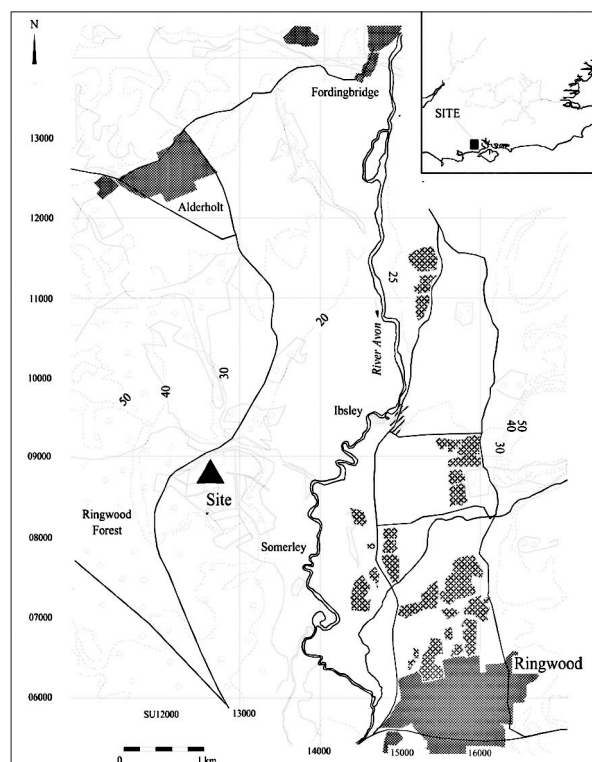 N
SITE
Fordingbridge
13000
Alderholt
12000
25
11000
20
River Avon
10000
50
40
30
Ibsley
50
40
30
09000
Site
Ringwood
Forest
08000
Somerley
07000
Ringwood
06000
SU12000
13000
14000
15000
16000
0
1 km